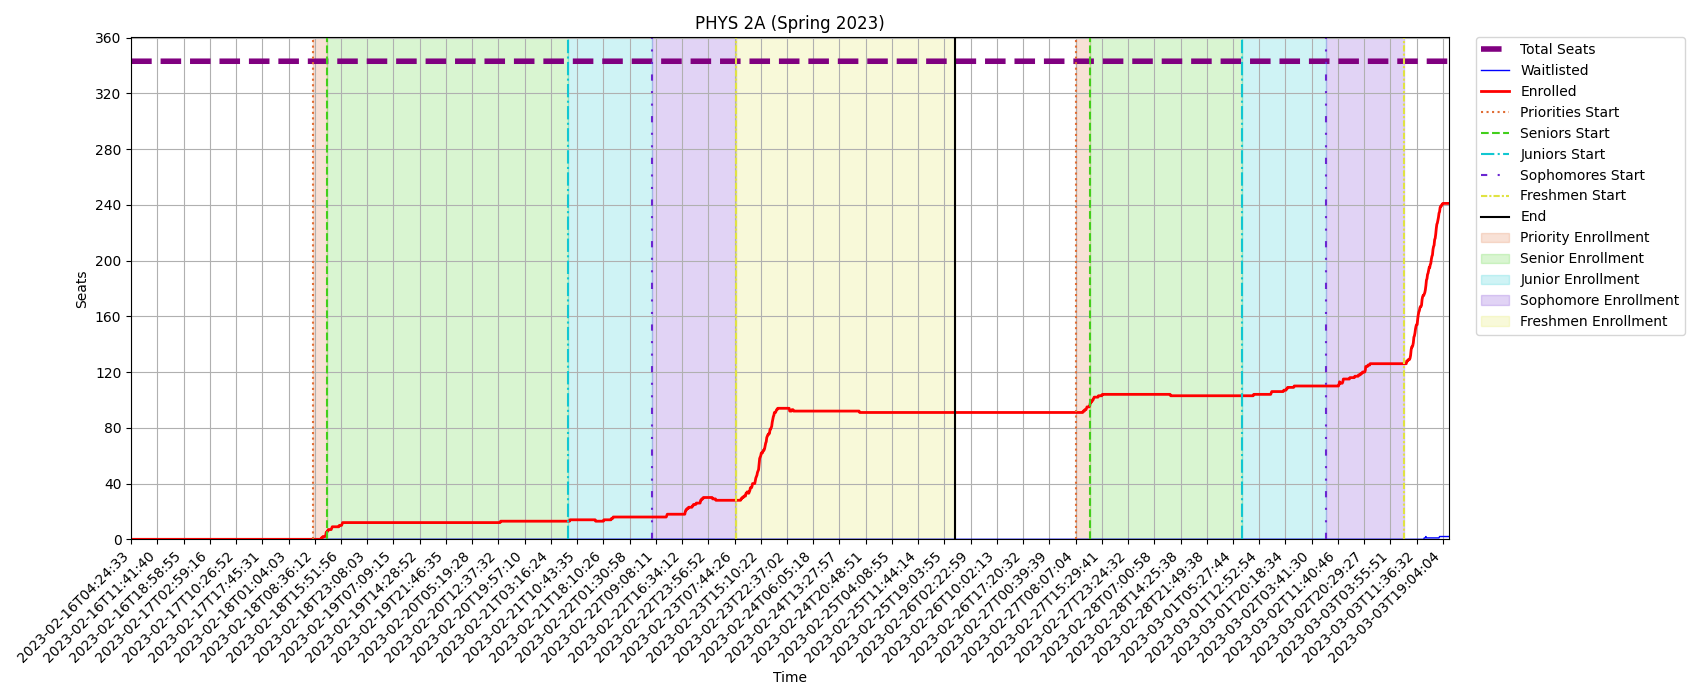 PHYS 2A (Spring 2023)
360
320
280
240
200
160
120
80
40
0
Seats
2023-02-16T04:24:33
2023-02-16T11:41:40
2023-02-16T18:58:55
2023-02-17T02:59:16
2023-02-17T10:26:52
2023-02-17T17:45:31
2023-02-18T01:04:03
2023-02-18T08:36:12
2023-02-18T15:51:56
2023-02-18T23:08:03
2023-02-19T07:09:15
2023-02-19T14:28:52
2023-02-19T21:46:35
2023-02-20T05:19:28
2023-02-20T12:37:32
2023-02-20T19:57:10
2023-02-21T03:16:24
2023-02-21T10:43:35
2023-02-21T18:10:26
2023-02-22T01:30:58
2023-02-22T09:08:11
2023-02-22T16:34:12
2023-02-22T23:56:52
2023-02-23T07:44:26
2023-02-23T15:10:22
2023-02-23T22:37:02
2023-02-24T06:05:18
2023-02-24T13:27:57
2023-02-24T20:48:51
2023-02-25T04:08:55
2023-02-25T11:44:14
2023-02-25T19:03:55
2023-02-26T02:22:59
2023-02-26T10:02:13
2023-02-26T17:20:32
2023-02-27T00:39:39
2023-02-27T08:07:04
2023-02-27T15:29:41
2023-02-27T23:24:32
2023-02-28T07:00:58
2023-02-28T14:25:38
2023-02-28T21:49:38
2023-03-01T05:27:44
2023-03-01T12:52:54
2023-03-01T20:18:34
2023-03-02T03:41:30
2023-03-02T11:40:46
2023-03-02T20:29:27
2023-03-03T03:55:51
2023-03-03T11:36:32
2023-03-03T19:04:04
Time
Total Seats
Waitlisted
Enrolled
Priorities Start
Seniors Start
Juniors Start
Sophomores Start
Freshmen Start
End
Priority Enrollment
Senior Enrollment
Junior Enrollment
Sophomore Enrollment
Freshmen Enrollment